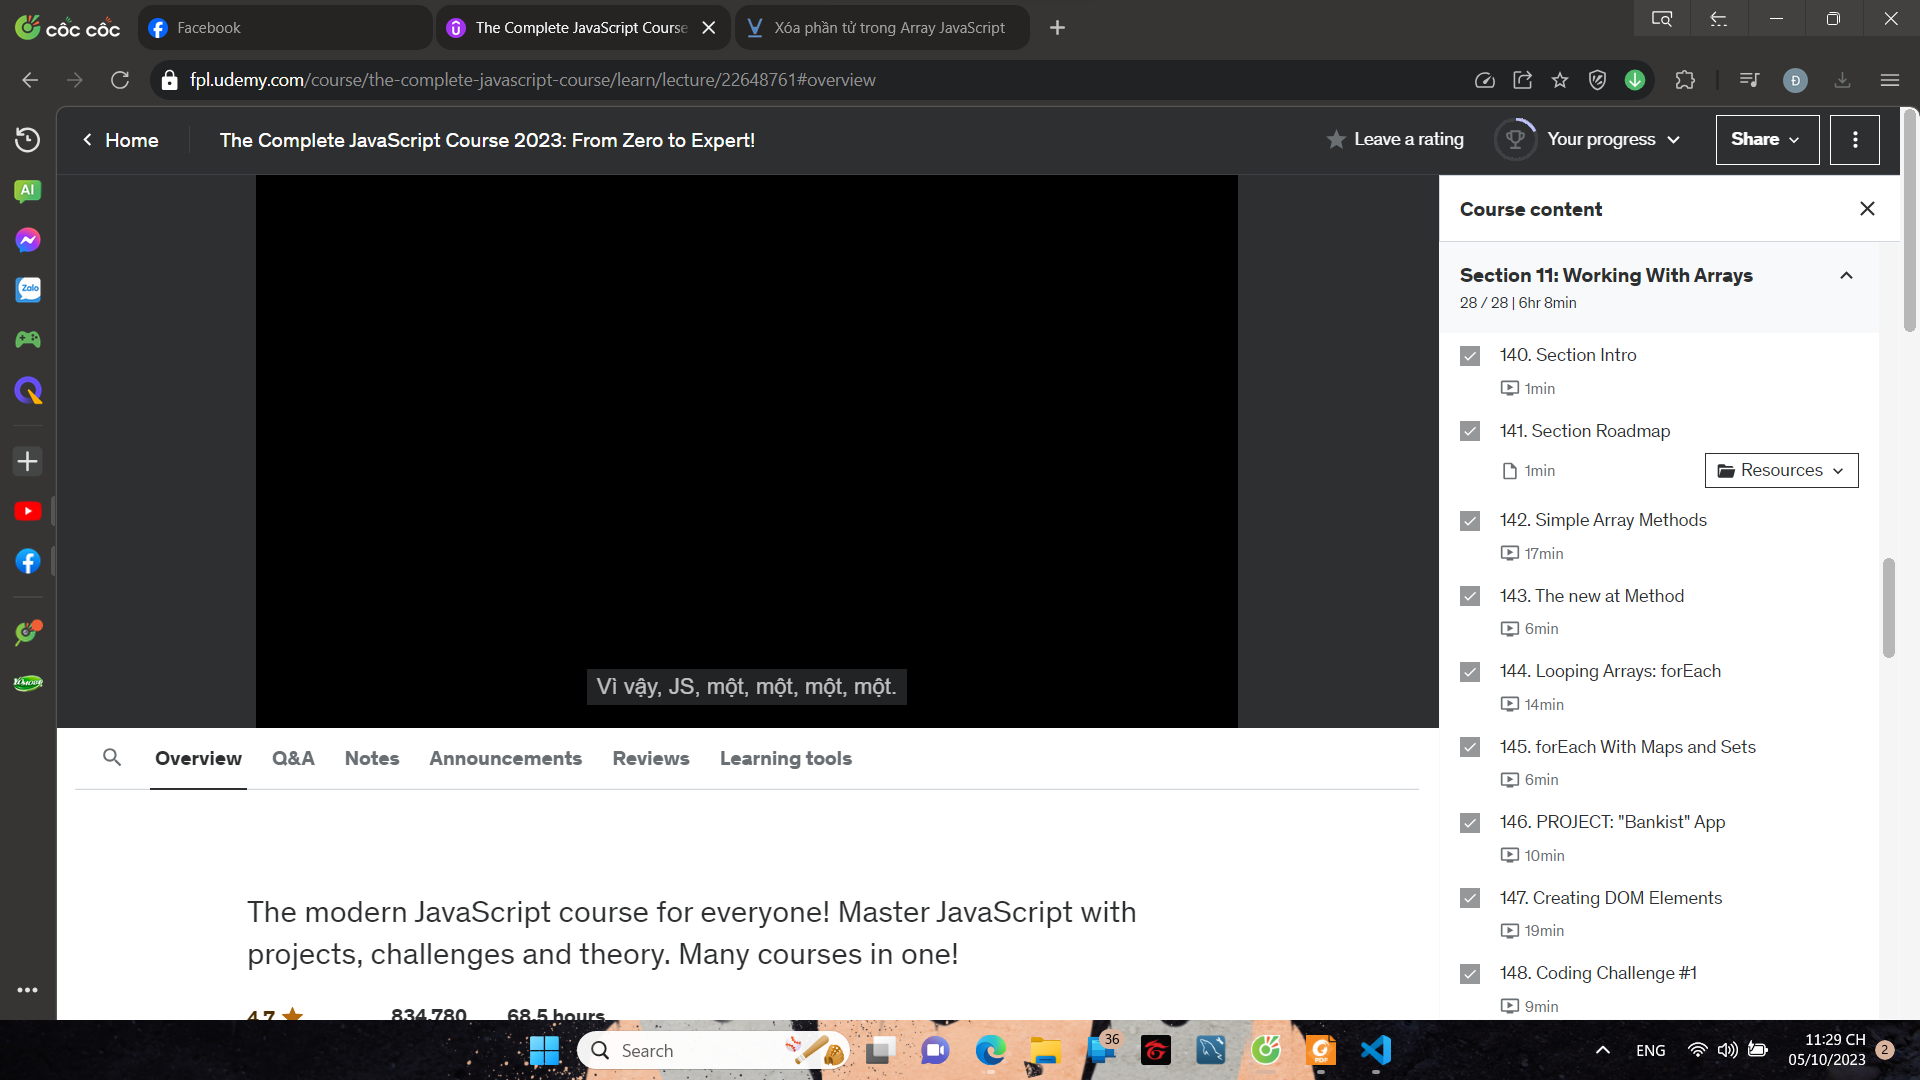 cốc cốc
Facebook
The Complete JavaScript Course
Xóa phần tử trong Array JavaScript
fpl.udemy.com/course/the-complete-javascript-course/learn/lecture/22648761#overview
Đ
Home
The Complete JavaScript Course 2023: From Zero to Expert!
Leave a rating
Your progress
Share
AI
Zalo
Vì vậy, JS, một, một, một, một.
Course content
Section 11: Working With Arrays
28 / 28 | 6hr 8min
140. Section Intro
1min
141. Section Roadmap
1min
Resources
142. Simple Array Methods
17min
143. The new at Method
6min
144. Looping Arrays: forEach
14min
145. forEach With Maps and Sets
6min
146. PROJECT: "Bankist" App
10min
147. Creating DOM Elements
19min
148. Coding Challenge #1
9min
Overview
Q&A
Notes
Announcements
Reviews
Learning tools
The modern JavaScript course for everyone! Master JavaScript with
projects, challenges and theory. Many courses in one!
4.7
834,780
68.5 hours
Search
36
PDF
ENG
11:29 CH
05/10/2023
2